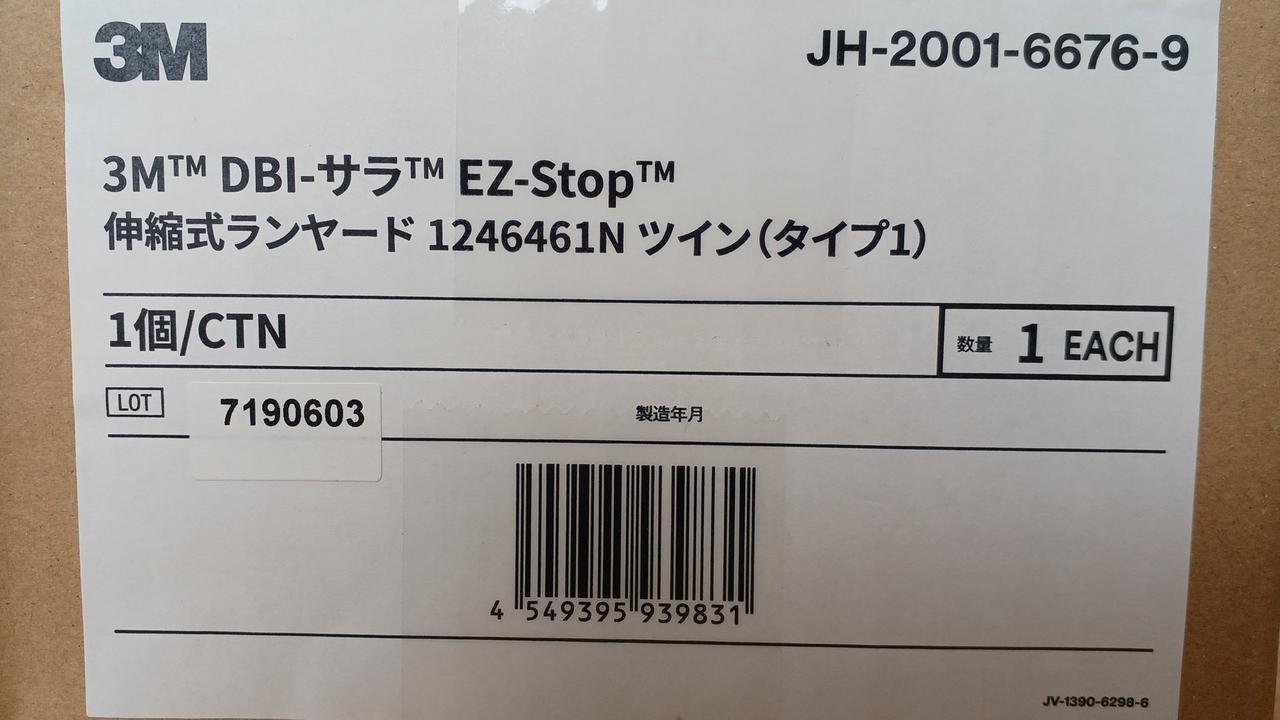 3M
JH-2001-6676-9
3M™ DBI-サラ™ EZ-Stop™
伸縮式ランヤード 1246461N ツイン(タイプ1)
1個/CTN
数量 1 EACH
LOT 7190603
製造年月
4 549395 939831
JV-1390-6298-6